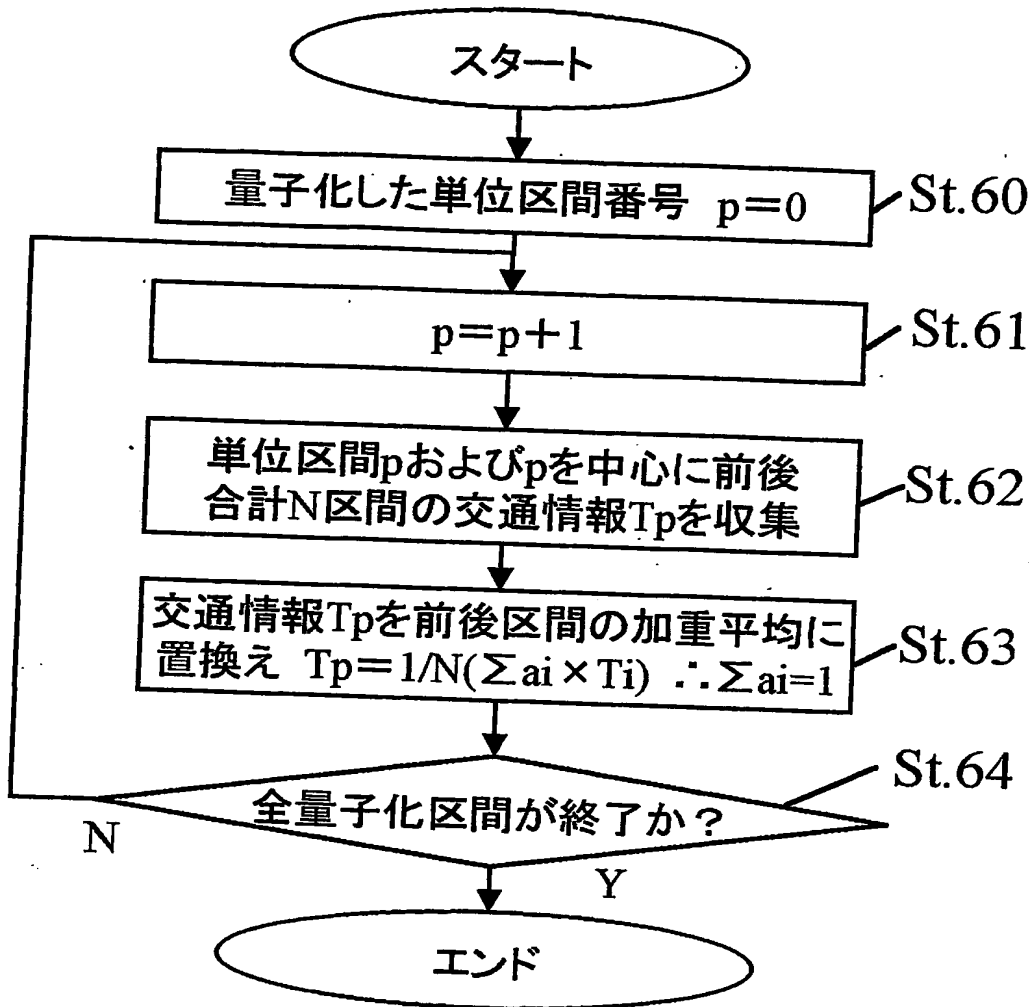 スタート
量子化した単位区間番号 p=0
St.60
p=p+1
St.61
単位区間pおよびpを中心に前後
合計N区間の交通情報Tpを収集
St.62
交通情報Tpを前後区間の加重平均に
置換え Tp=1/N(Σai×Ti) ∴Σai=1
St.63
全量子化区間が終了か?
St.64
N
Y
エンド